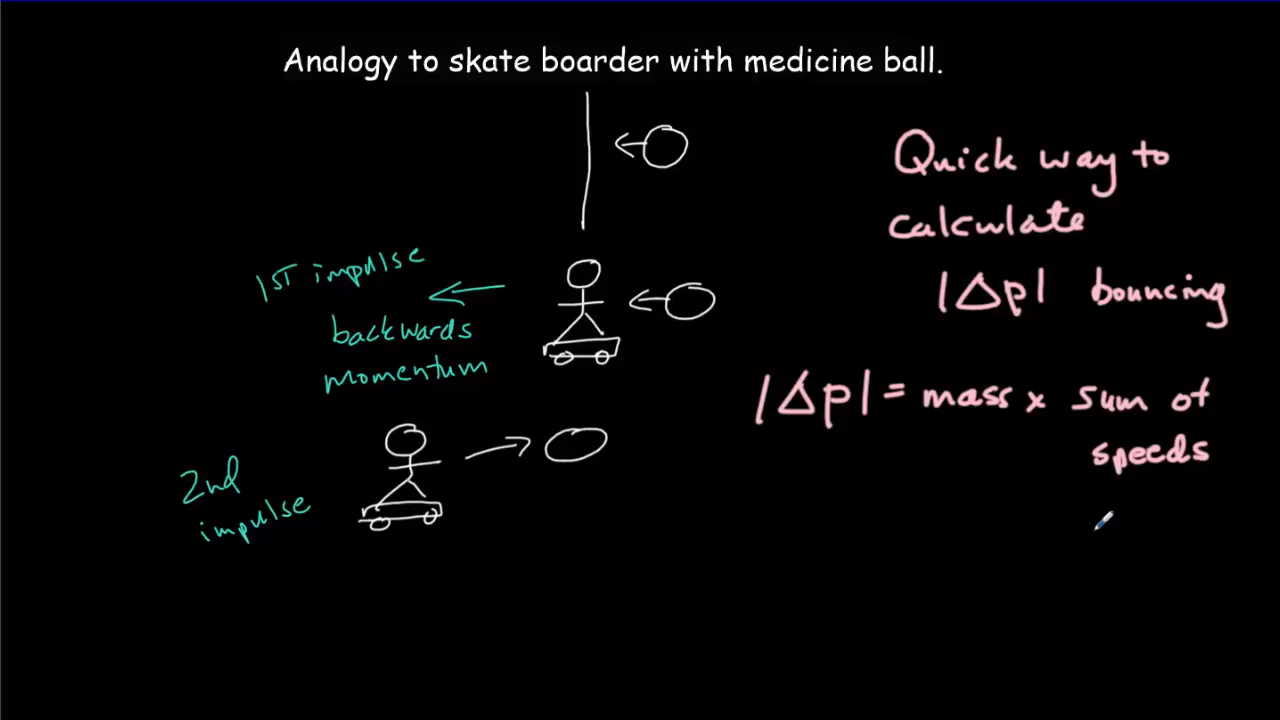 Analogy to skate boarder with medicine ball.
1ST impulse
backwards
momentum
2nd
impulse
Quick way to
calculate
|Δp| bouncing
|Δp| = mass x sum of
speeds